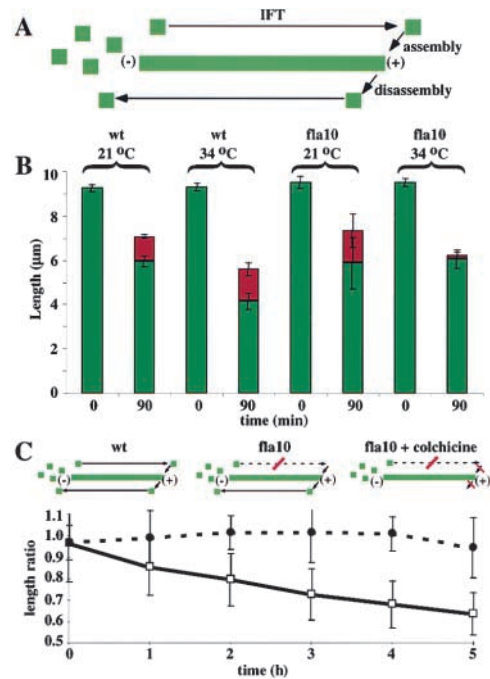 A
IFT
(-)
(+)
assembly
disassembly
B
wt
21 ºC
wt
34 ºC
fla10
21 ºC
fla10
34 ºC
Length (µm)
10
8
6
4
2
0
0 90 0 90 0 90 0 90
time (min)
C
wt
fla10
fla10 + colchicine
(-) (+) (-) (+) (-) (+)
length ratio
1.1
1.0
0.9
0.8
0.7
0.6
0.5
0 1 2 3 4 5
time (h)